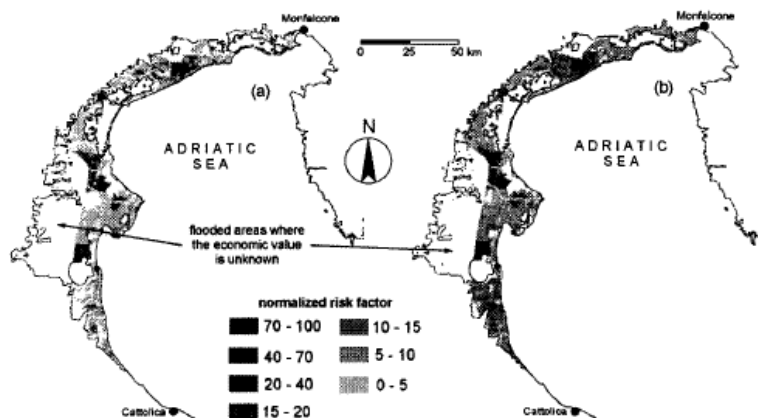 Monfalcone
Monfalcone
0 25 50 km
(a)
(b)
N
ADRIATIC
SEA
ADRIATIC
SEA
flooded areas where
the economic value
is unknown
normalized risk factor
70 - 100
40 - 70
20 - 40
15 - 20
10 - 15
5 - 10
0 - 5
Cattolica
Cattolica